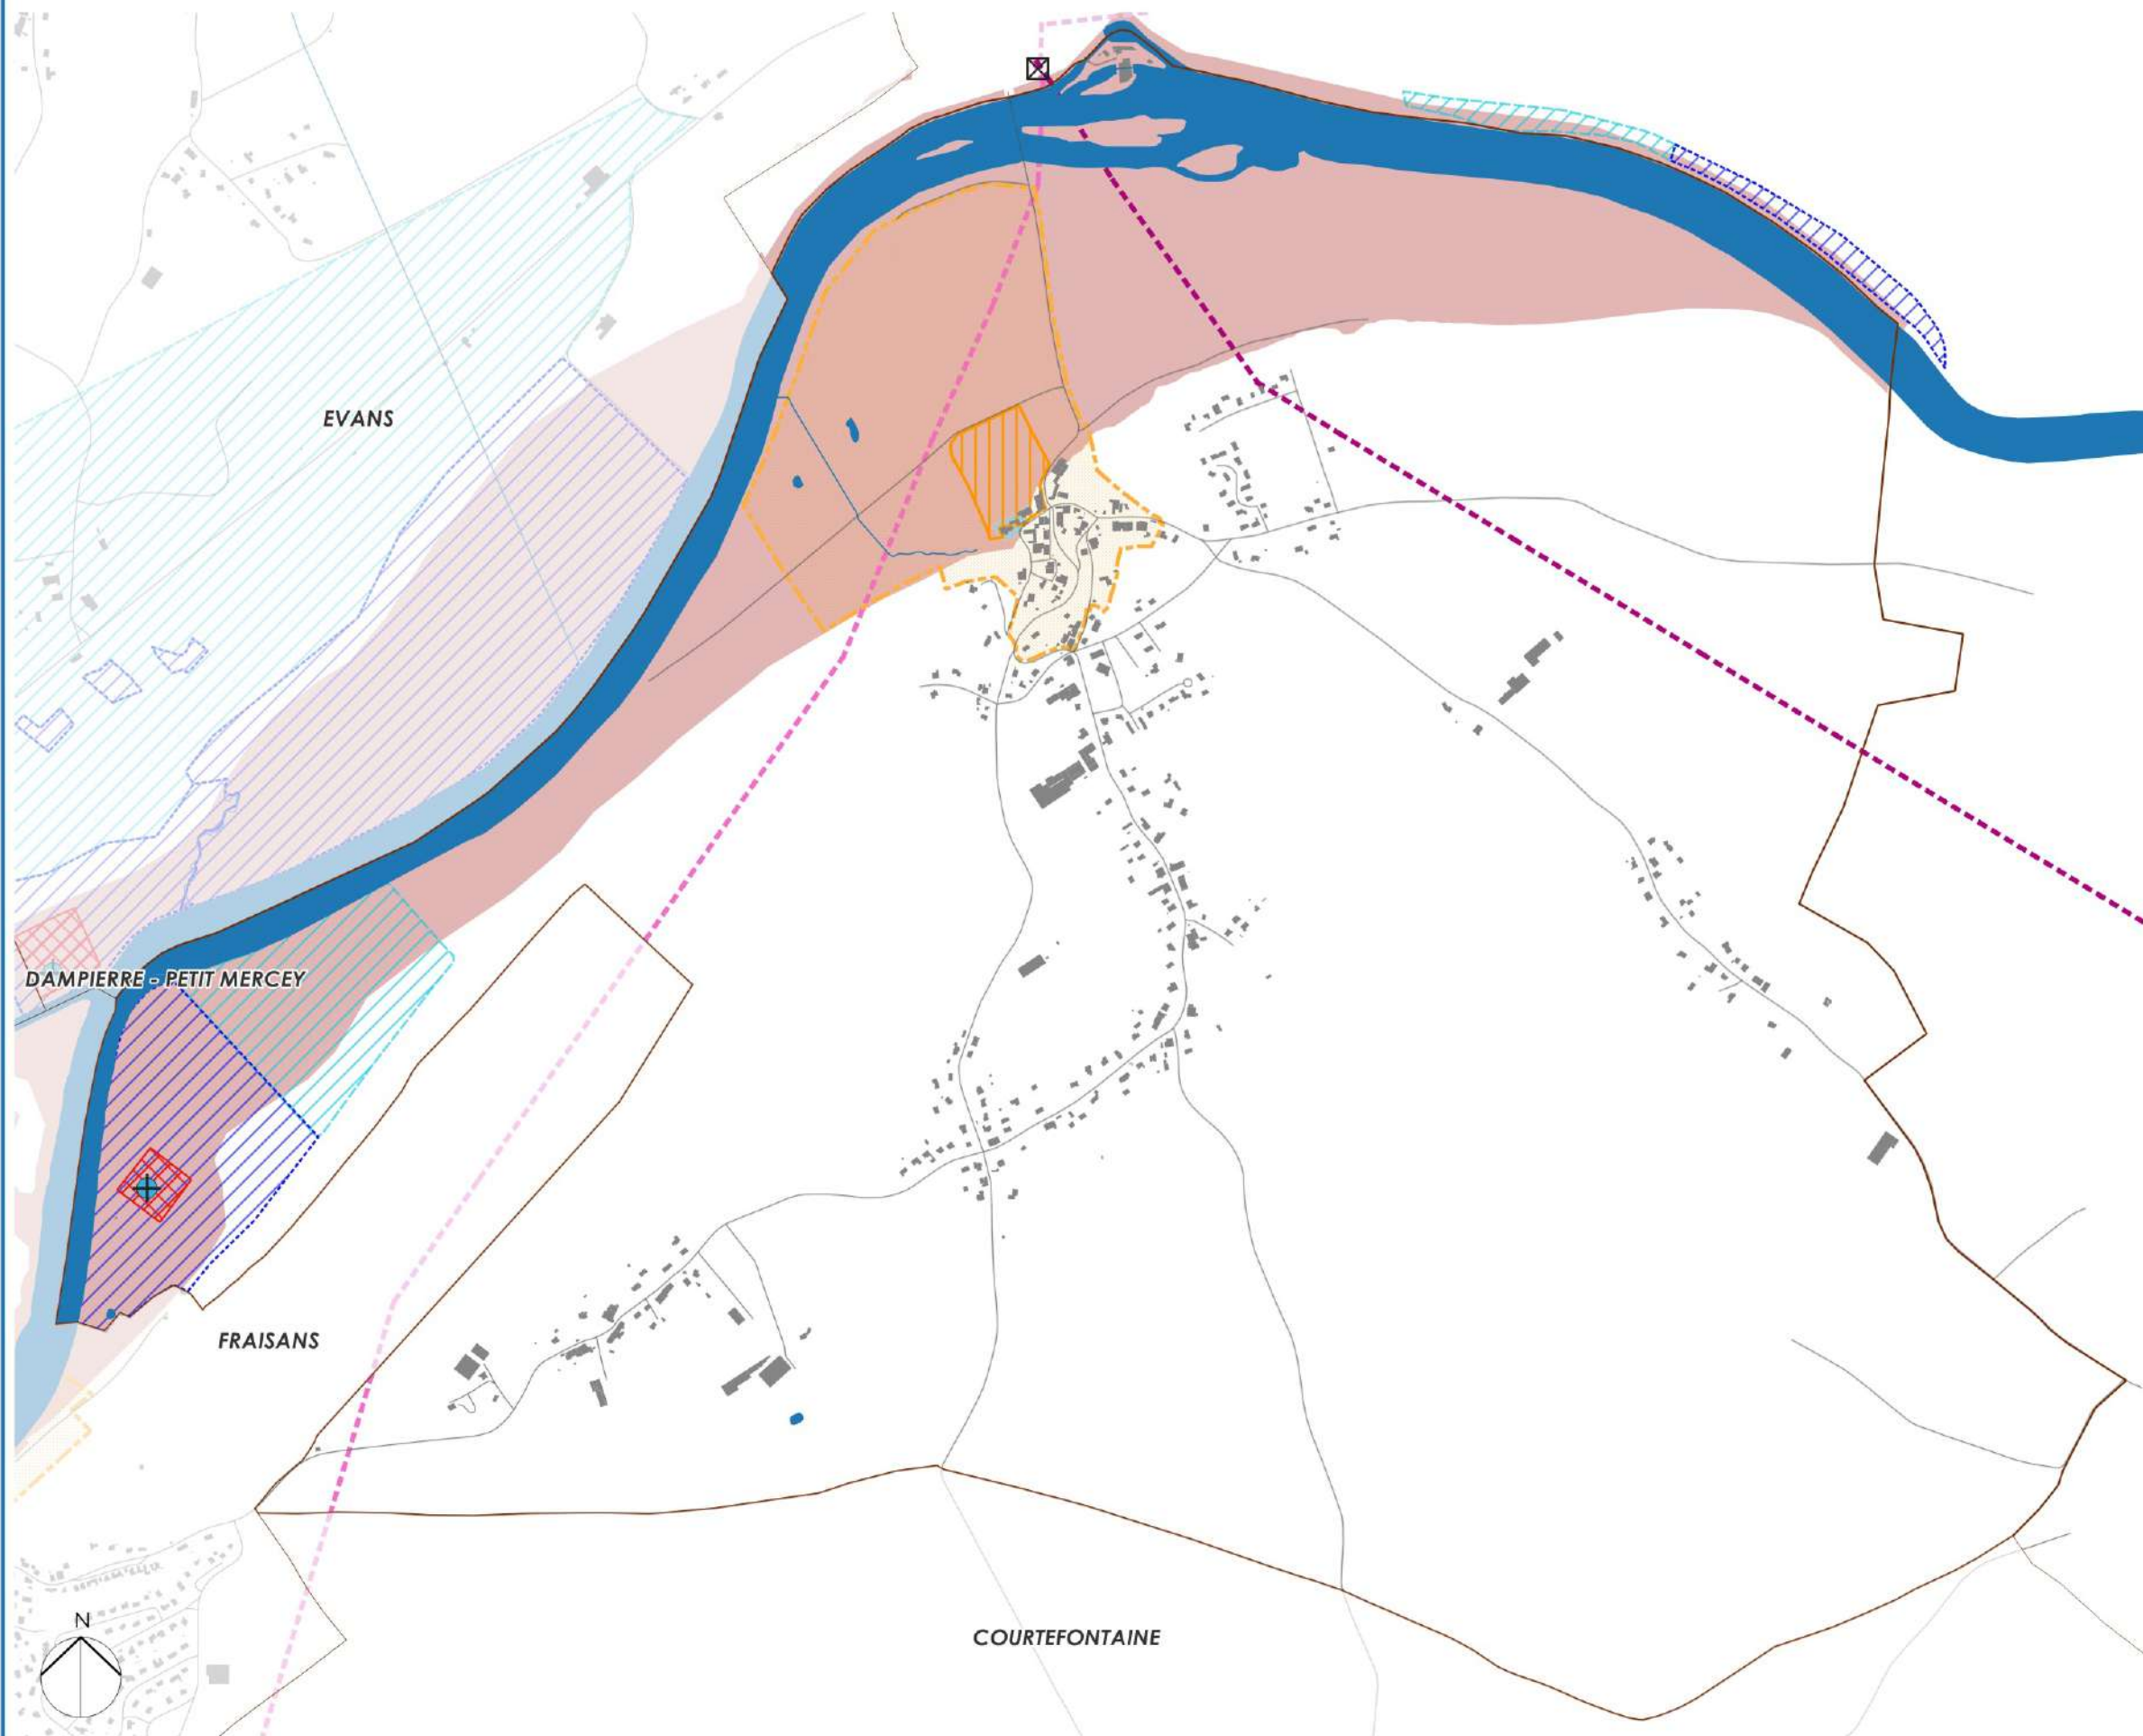 EVANS
DAMPIERRE - PETIT MERCEY
FRAISANS
N
COURTEFONTAINE